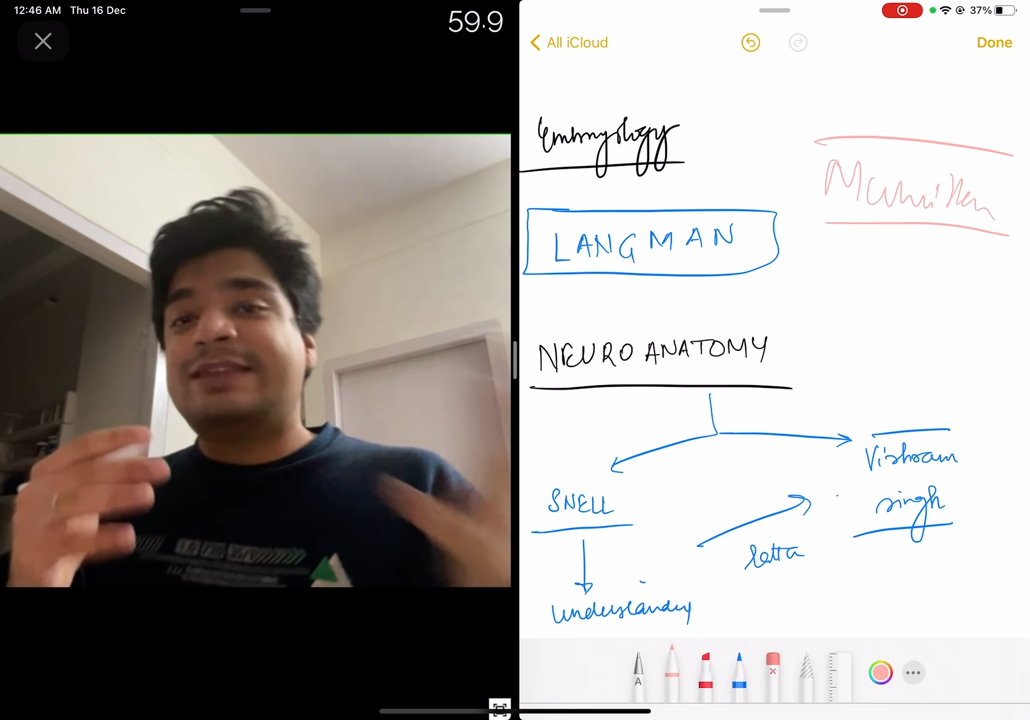 12:46 AM Thu 16 Dec
59.9
37%
All iCloud
Done
Embryology
LANGMAN
NEURO ANATOMY
SNELL
Vishram
singh
understanding
A